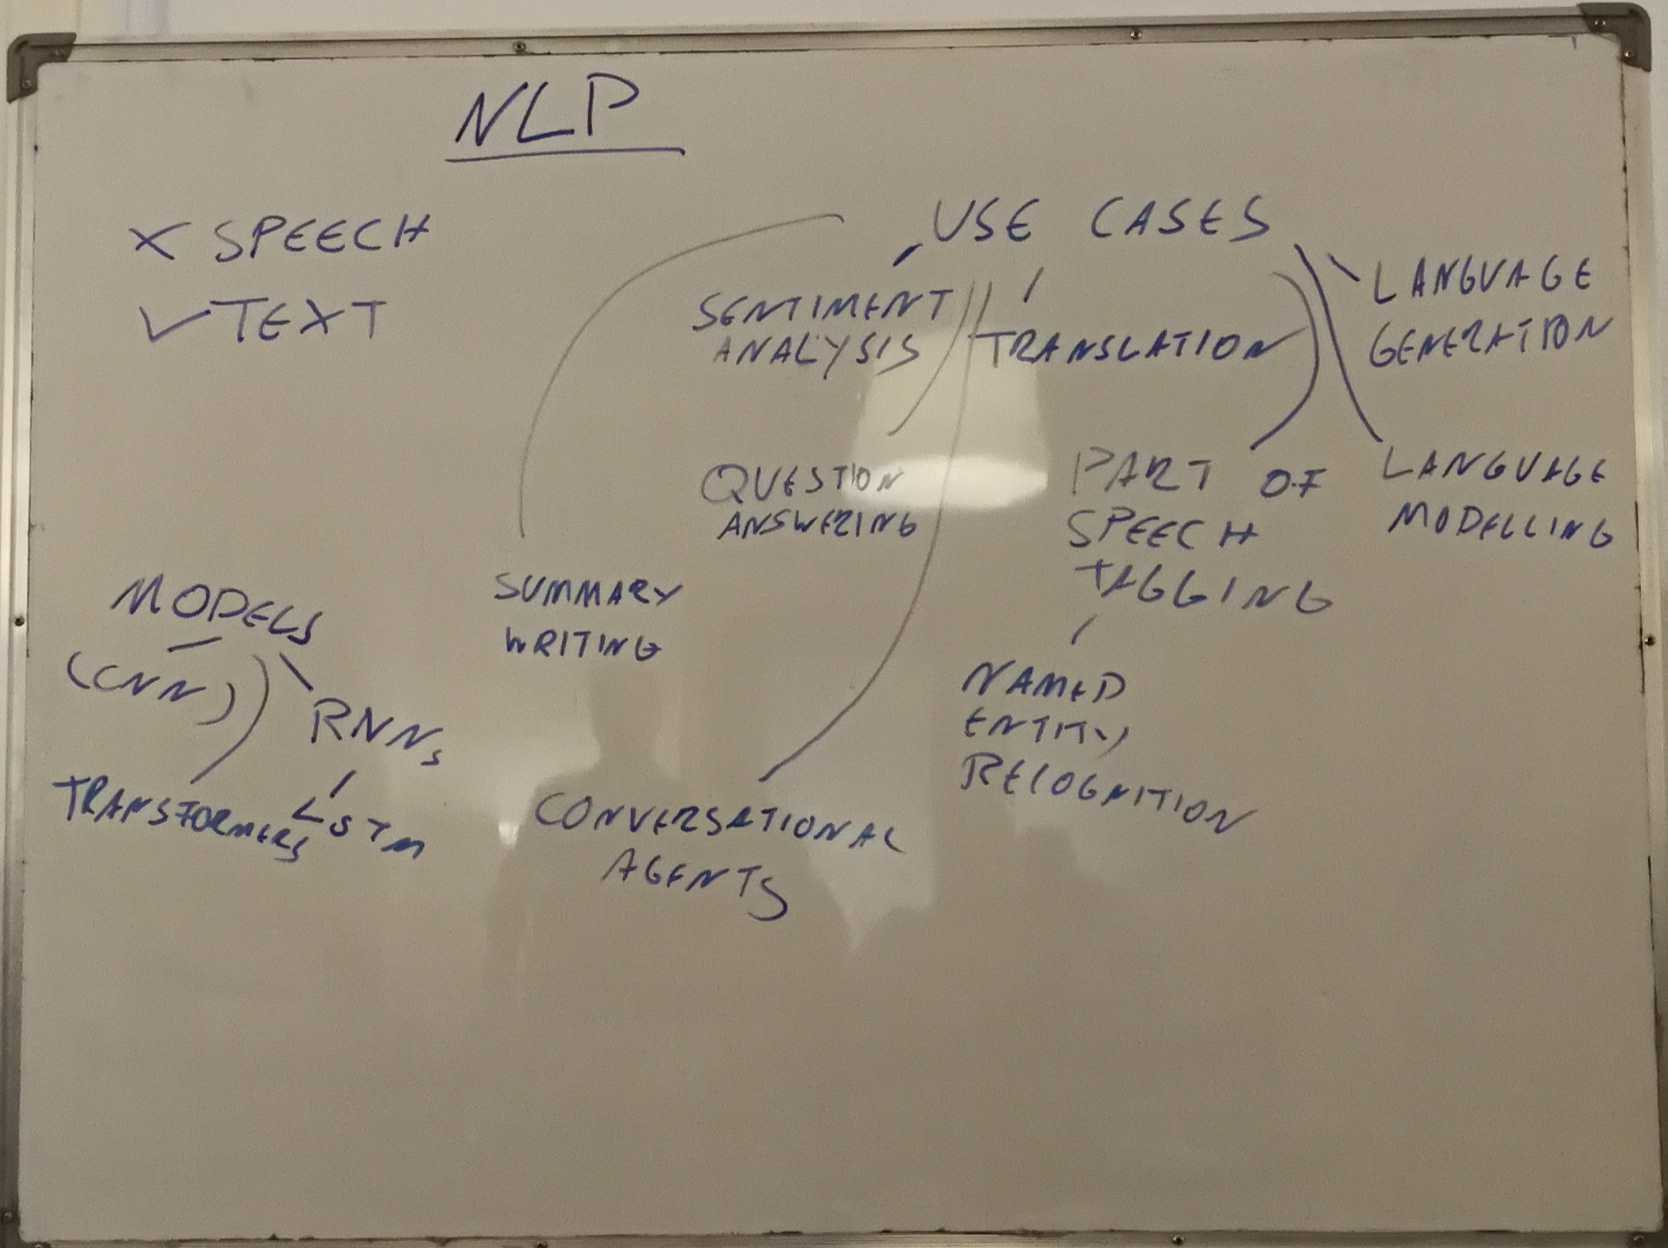 NLP
X SPEECH
✓ TEXT
USE CASES
SENTIMENT
ANALYSIS
TRANSLATION
LANGUAGE
GENERATION
QUESTION
ANSWERING
PART OF
SPEECH
TAGGING
LANGUAGE
MODELLING
SUMMARY
WRITING
NAMED
ENTITY
RECOGNITION
CONVERSATIONAL
AGENTS
MODELS
(CNN)
RNNs
TRANSFORMERS
LSTM